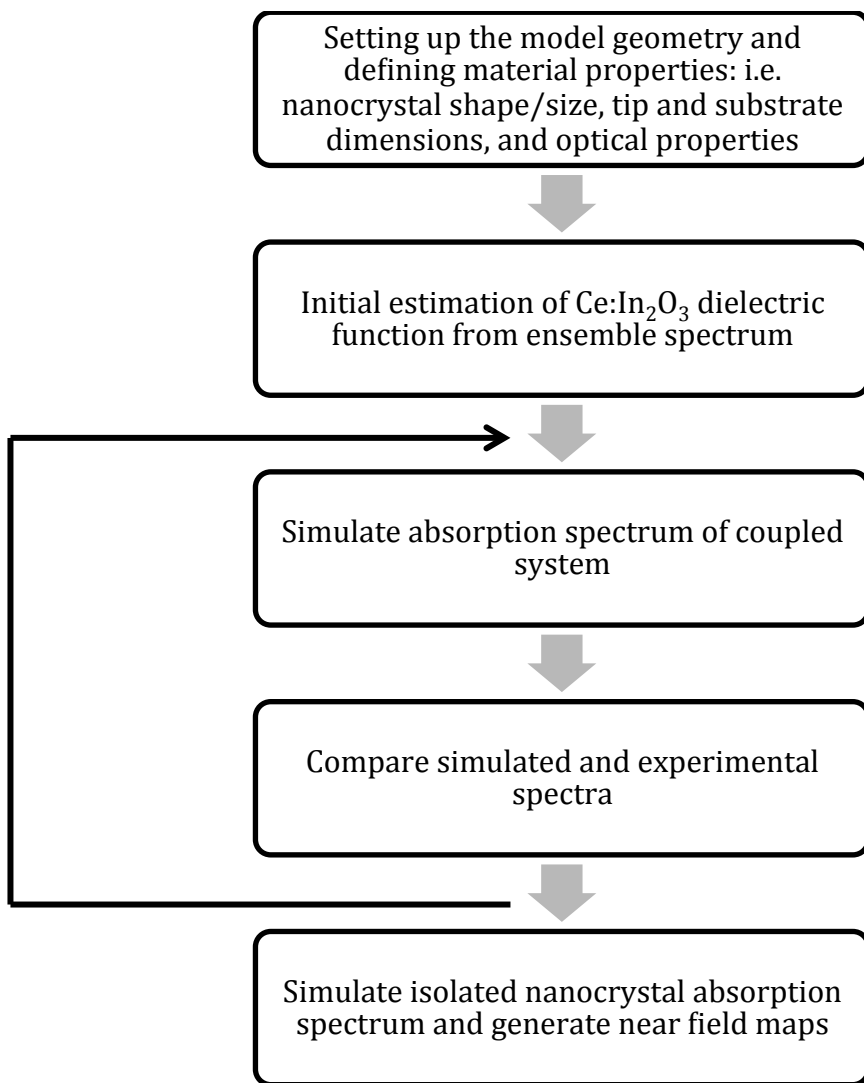 Setting up the model geometry and
defining material properties: i.e.
nanocrystal shape/size, tip and substrate
dimensions, and optical properties
Initial estimation of Ce:In₂O₃ dielectric
function from ensemble spectrum
Simulate absorption spectrum of coupled
system
Compare simulated and experimental
spectra
Simulate isolated nanocrystal absorption
spectrum and generate near field maps